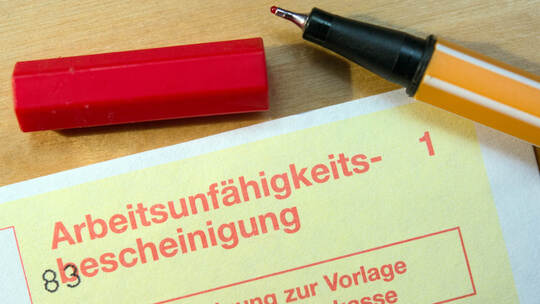 Arbeitsunfähigkeits- 1
bescheinigung
83
zur Vorlage